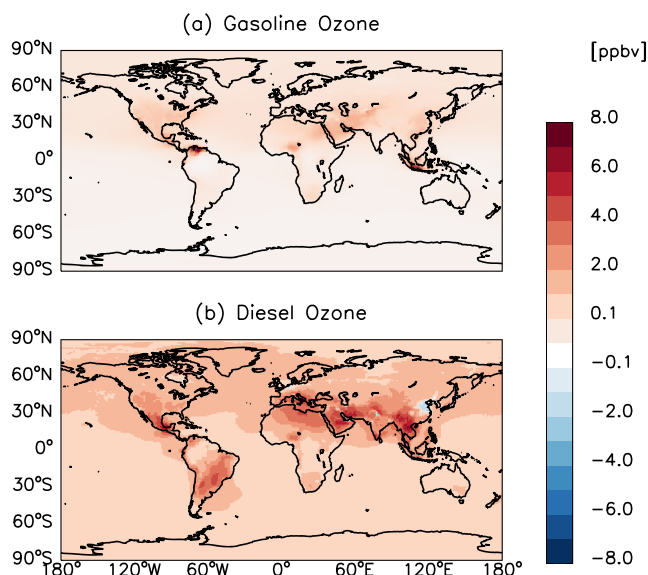 (a) Gasoline Ozone
[ppbv]
90°N
60°N
30°N
0°
30°S
60°S
90°S
(b) Diesel Ozone
90°N
60°N
30°N
0°
30°S
60°S
90°S
180° 120°W 60°W 0° 60°E 120°E 180°
8.0
6.0
4.0
2.0
0.1
-0.1
-2.0
-4.0
-6.0
-8.0